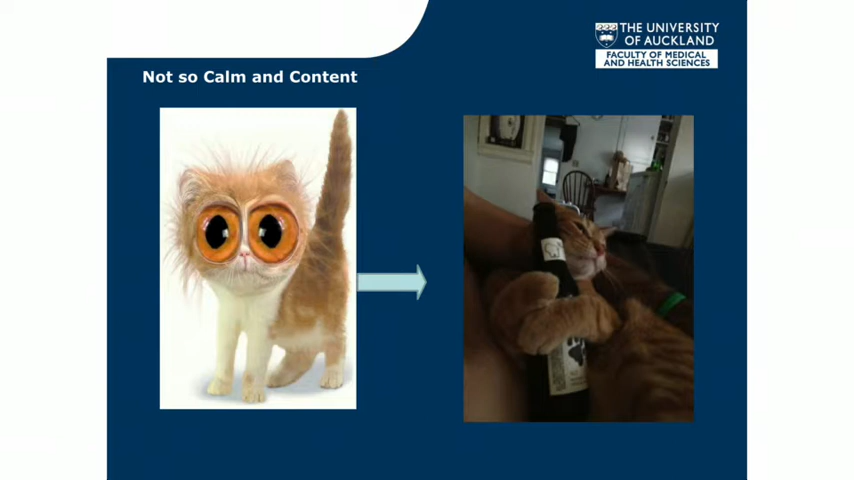 THE UNIVERSITY
OF AUCKLAND
FACULTY OF MEDICAL
AND HEALTH SCIENCES
Not so Calm and Content